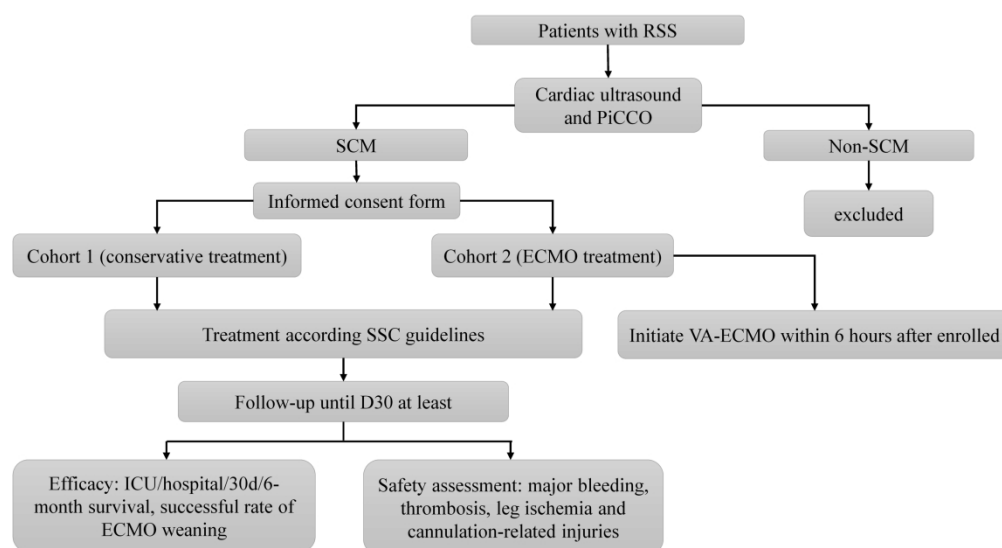 Patients with RSS
Cardiac ultrasound
and PiCCO
SCM
Non-SCM
Informed consent form
excluded
Cohort 1 (conservative treatment)
Cohort 2 (ECMO treatment)
Treatment according SSC guidelines
Initiate VA-ECMO within 6 hours after enrolled
Follow-up until D30 at least
Efficacy: ICU/hospital/30d/6-
month survival, successful rate of
ECMO weaning
Safety assessment: major bleeding,
thrombosis, leg ischemia and
cannulation-related injuries